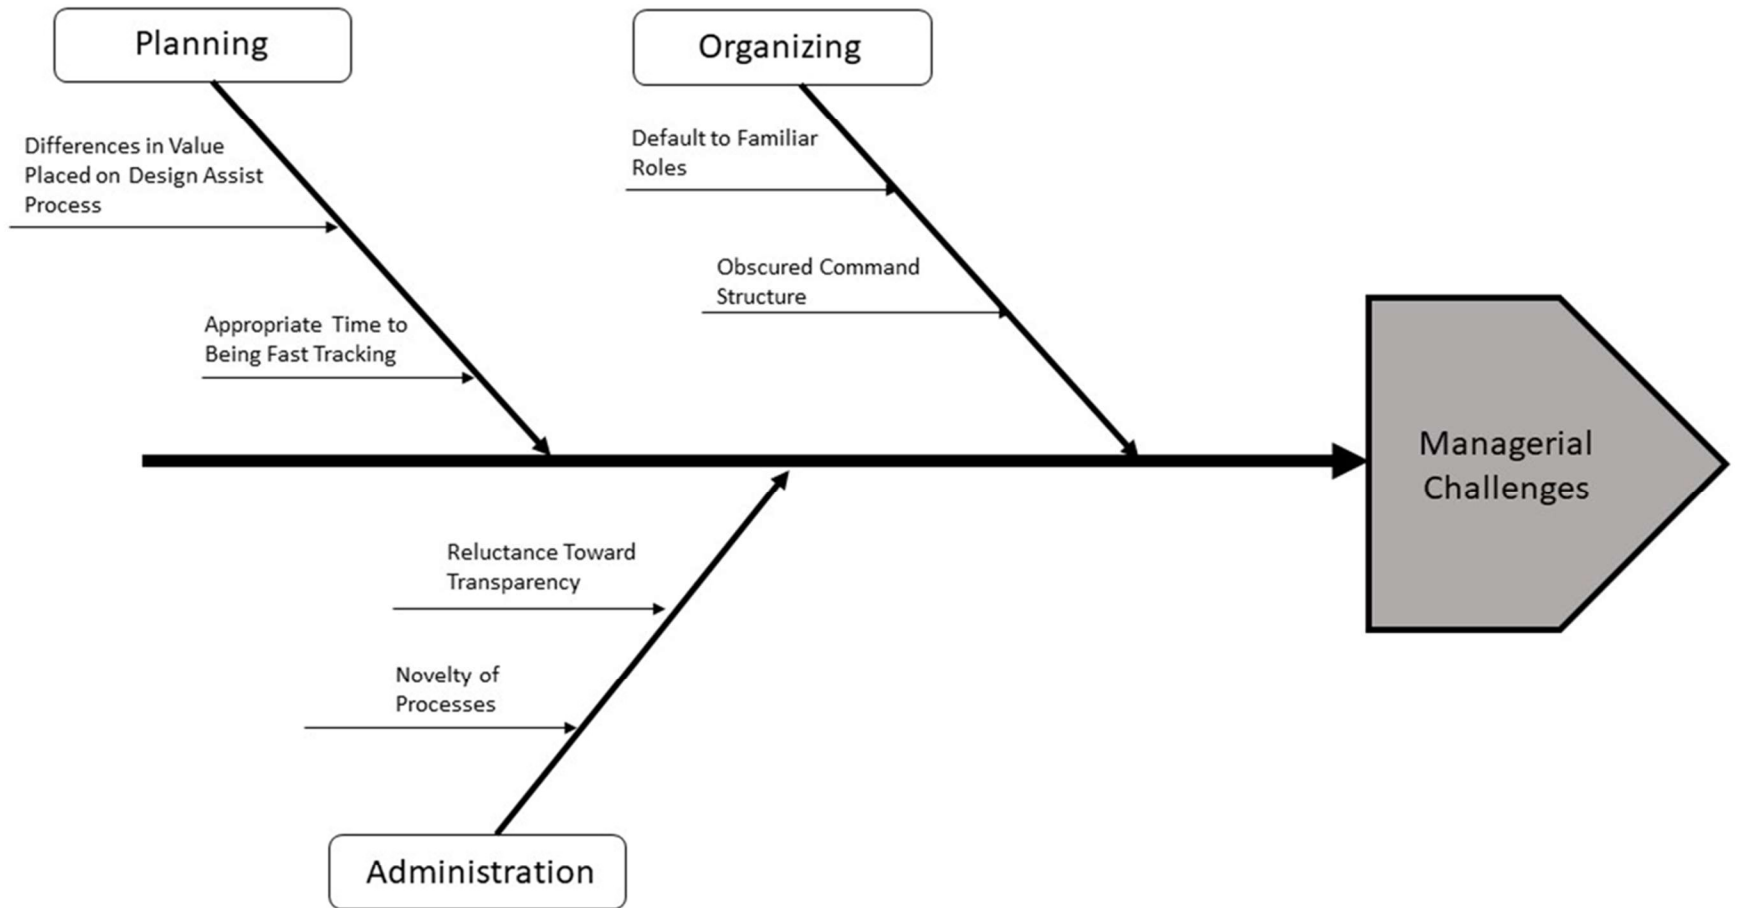 Planning
Organizing
Differences in Value
Placed on Design Assist
Process
Default to Familiar
Roles
Appropriate Time to
Being Fast Tracking
Obscured Command
Structure
Managerial
Challenges
Reluctance Toward
Transparency
Novelty of
Processes
Administration